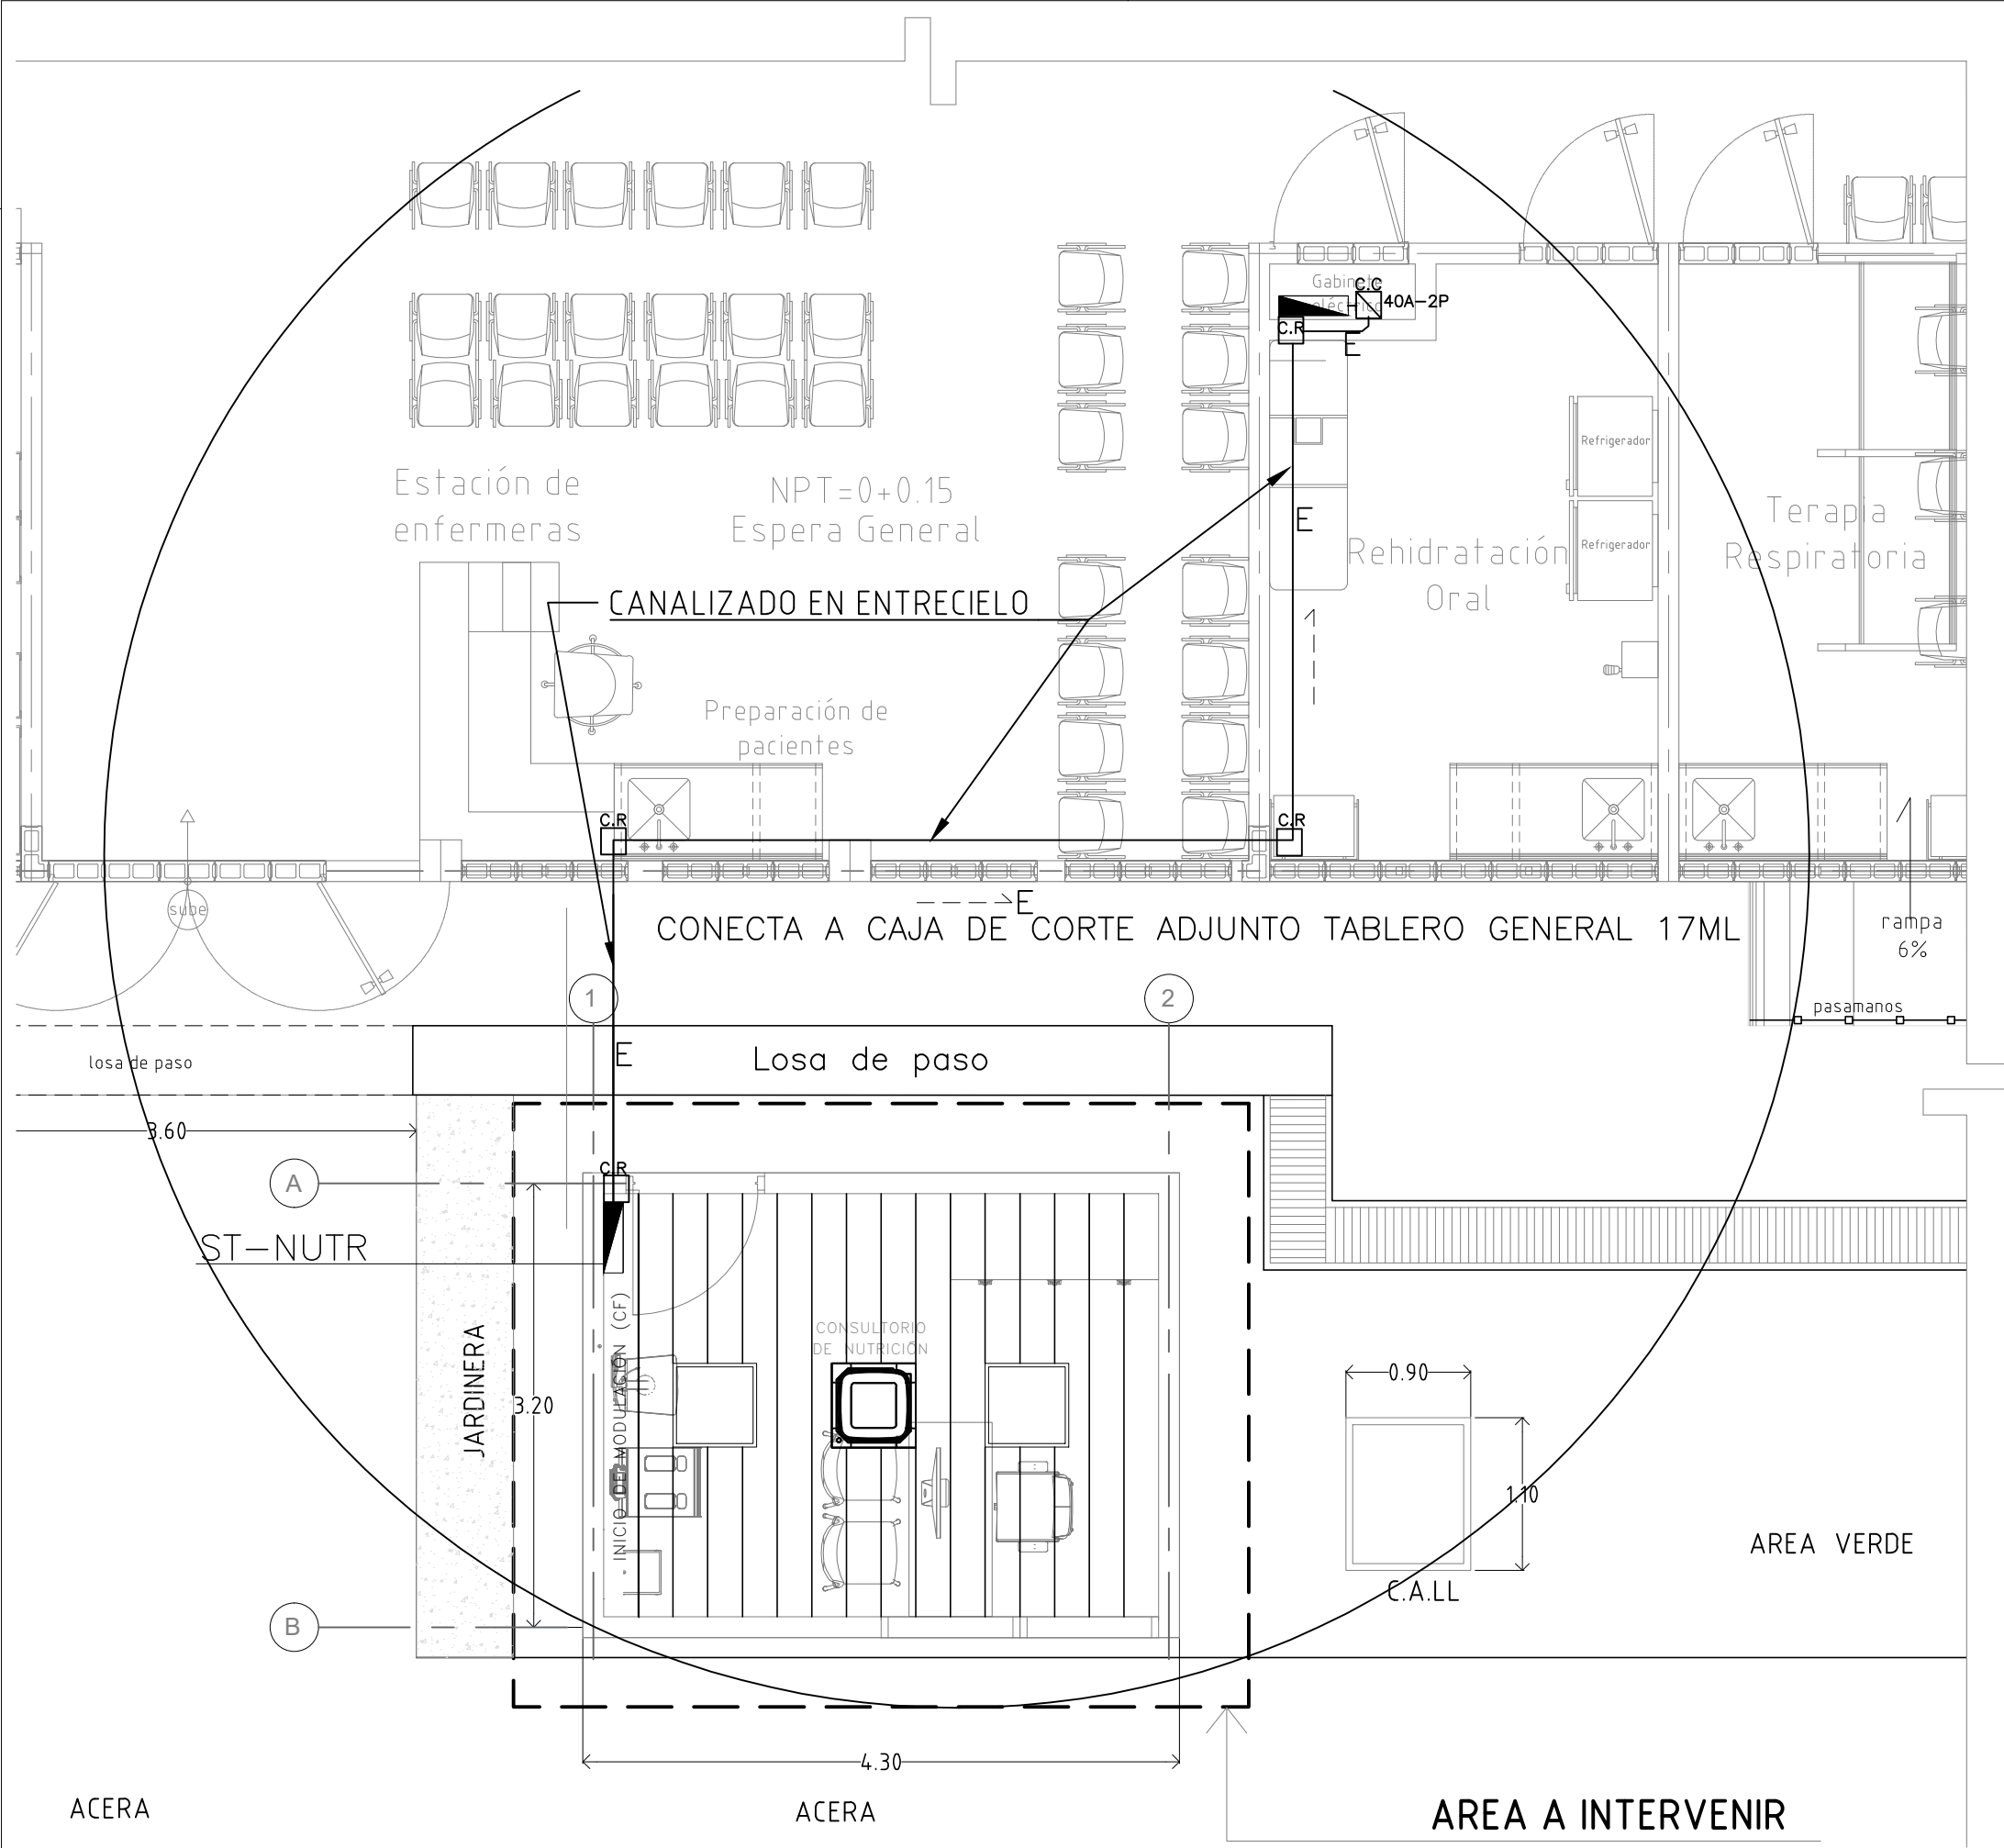 Gabinete
eléctrico
C.C
40A-2P
C.R
E
Refrigerador
Estación de
enfermeras
NPT=0+0.15
Espera General
E
Terapia
Respiratoria
Refrigerador
Rehidratación
Oral
CANALIZADO EN ENTRECIELO
Preparación de
pacientes
C.R
C.R
sube
E
CONECTA A CAJA DE CORTE ADJUNTO TABLERO GENERAL 17ML
rampa
6%
1
2
pasamanos
losa de paso
E
Losa de paso
3.60
C.R
A
ST-NUTR
CONSULTORIO
DE NUTRICIÓN
INICIO DE MODULACIÓN (CF)
JARDINERA
3.20
0.90
1.10
AREA VERDE
C.A.LL
B
4.30
ACERA
ACERA
AREA A INTERVENIR